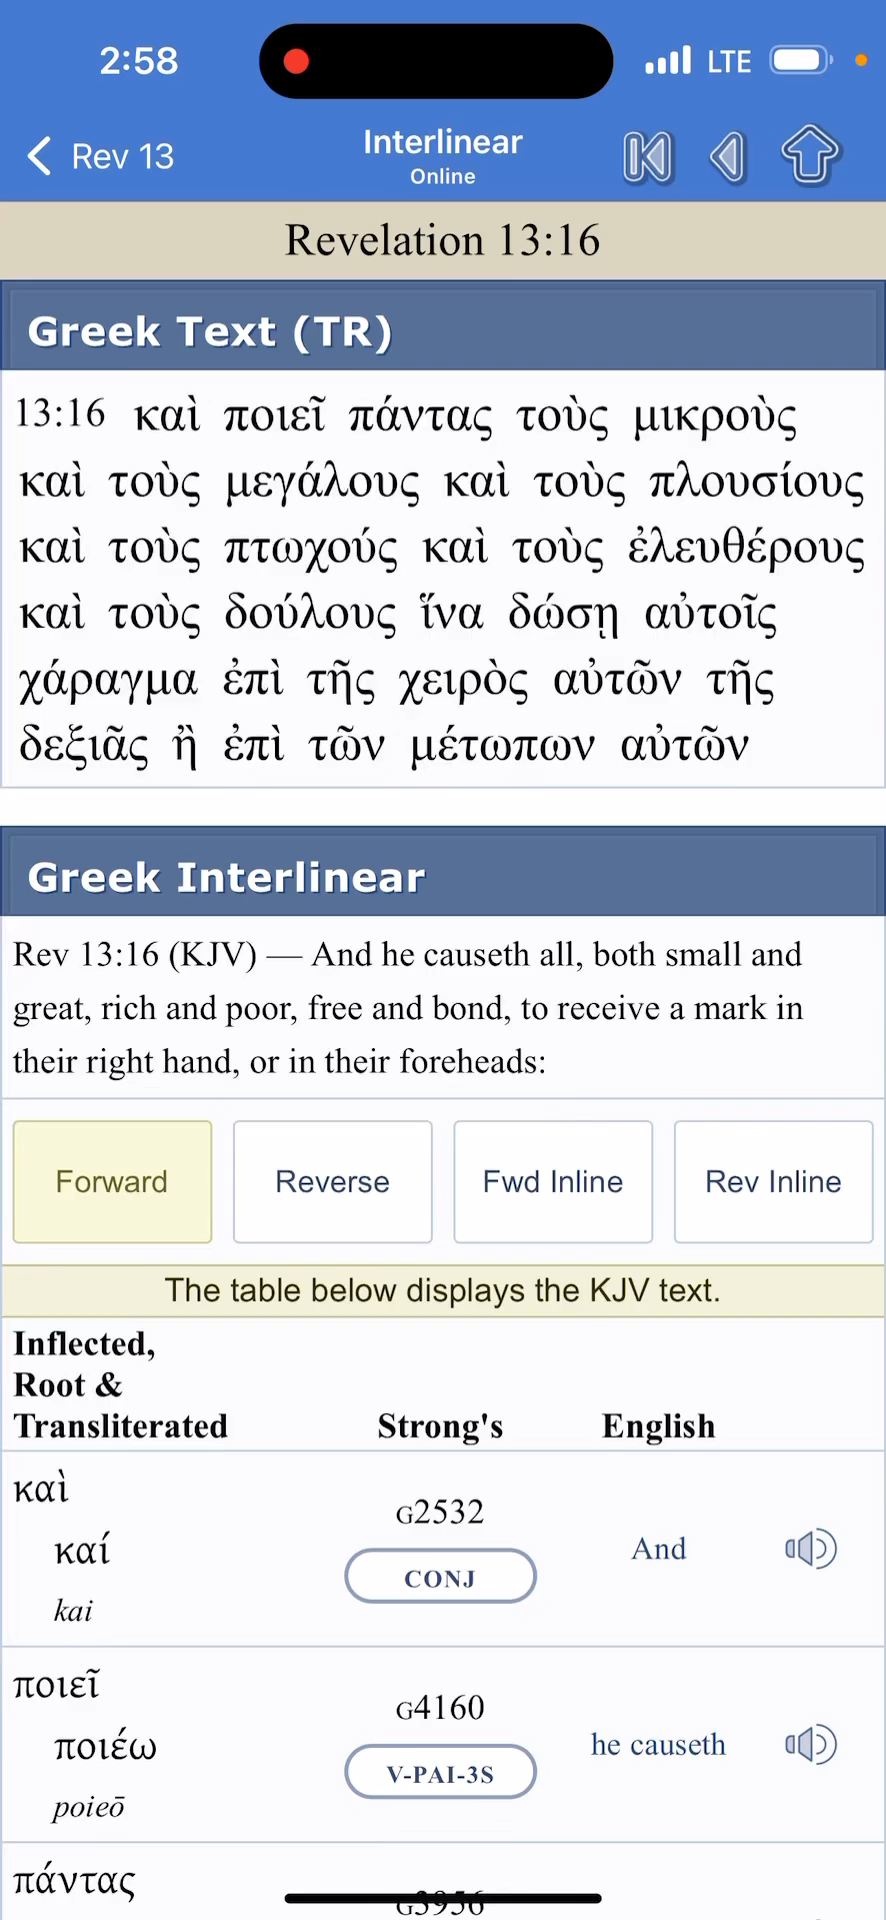 2:58
LTE
Rev 13
Interlinear
Online
Revelation 13:16
Greek Text (TR)
13:16 καὶ ποιεῖ πάντας τοὺς μικροὺς
καὶ τοὺς μεγάλους καὶ τοὺς πλουσίους
καὶ τοὺς πτωχούς καὶ τοὺς ἐλευθέρους
καὶ τοὺς δούλους ἵνα δώσῃ αὐτοῖς
χάραγμα ἐπὶ τῆς χειρὸς αὐτῶν τῆς
δεξιᾶς ἢ ἐπὶ τῶν μέτωπων αὐτῶν
Greek Interlinear
Rev 13:16 (KJV) — And he causeth all, both small and
great, rich and poor, free and bond, to receive a mark in
their right hand, or in their foreheads:
Forward
Reverse
Fwd Inline
Rev Inline
The table below displays the KJV text.
Inflected,
Root &
Transliterated
Strong's
English
καὶ
καί
kai
G2532
CONJ
And
ποιεῖ
ποιέω
poieō
G4160
V-PAI-3S
he causeth
πάντας
G3956